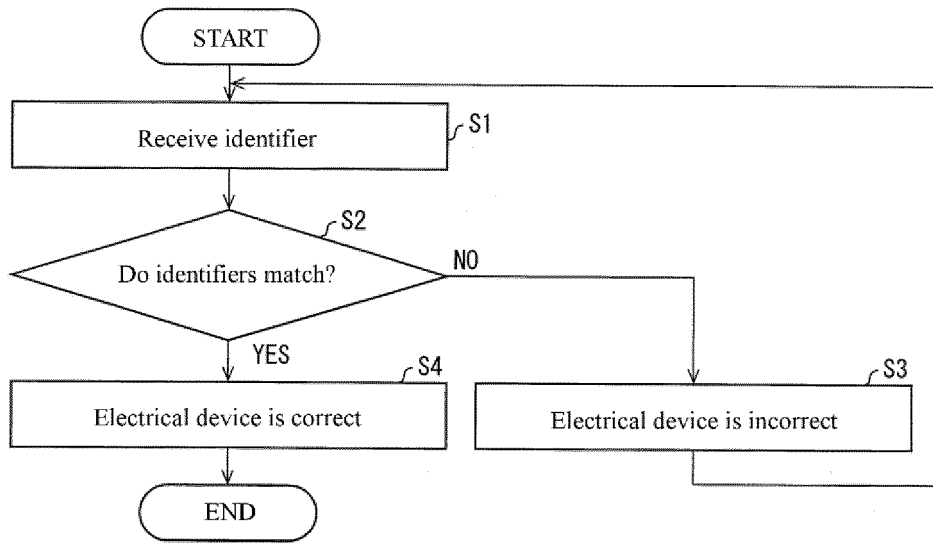 START
Receive identifier
S1
S2
Do identifiers match?
NO
YES
S4
Electrical device is correct
S3
Electrical device is incorrect
END